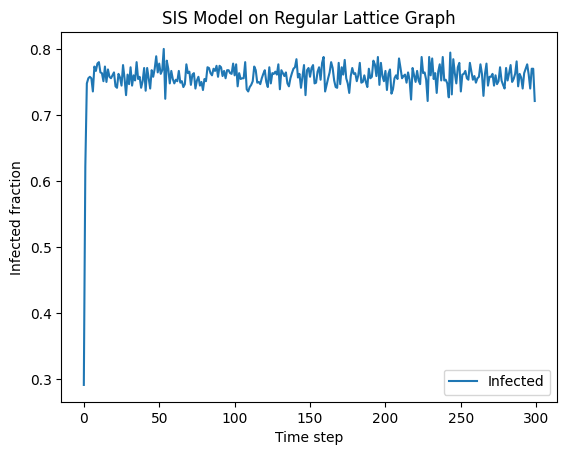 SIS Model on Regular Lattice Graph
0.8
0.7
0.6
0.5
0.4
0.3
Infected fraction
0 50 100 150 200 250 300
Time step
Infected